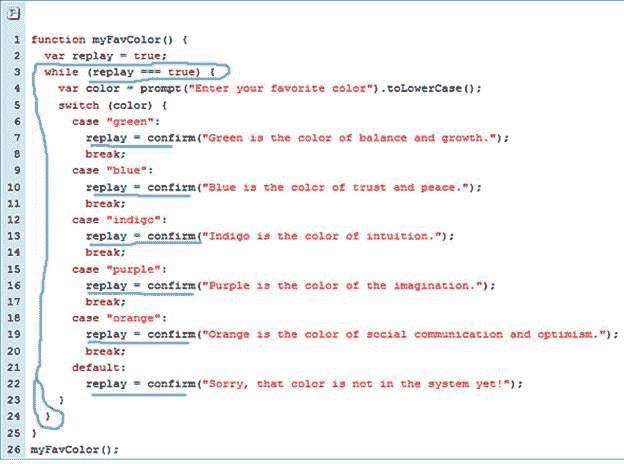 1 function myFavColor() {
2 var replay = true;
3 while (replay === true) {
4 var color = prompt("Enter your favorite color").toLowerCase();
5 switch (color) {
6 case "green":
7 replay = confirm("Green is the color of balance and growth.");
8 break;
9 case "blue":
10 replay = confirm("Blue is the color of trust and peace.");
11 break;
12 case "indigo":
13 replay = confirm("Indigo is the color of intuition.");
14 break;
15 case "purple":
16 replay = confirm("Purple is the color of the imagination.");
17 break;
18 case "orange":
19 replay = confirm("Orange is the color of social communication and optimism.");
20 break;
21 default:
22 replay = confirm("Sorry, that color is not in the system yet!");
23 }
24 }
25 }
26 myFavColor();